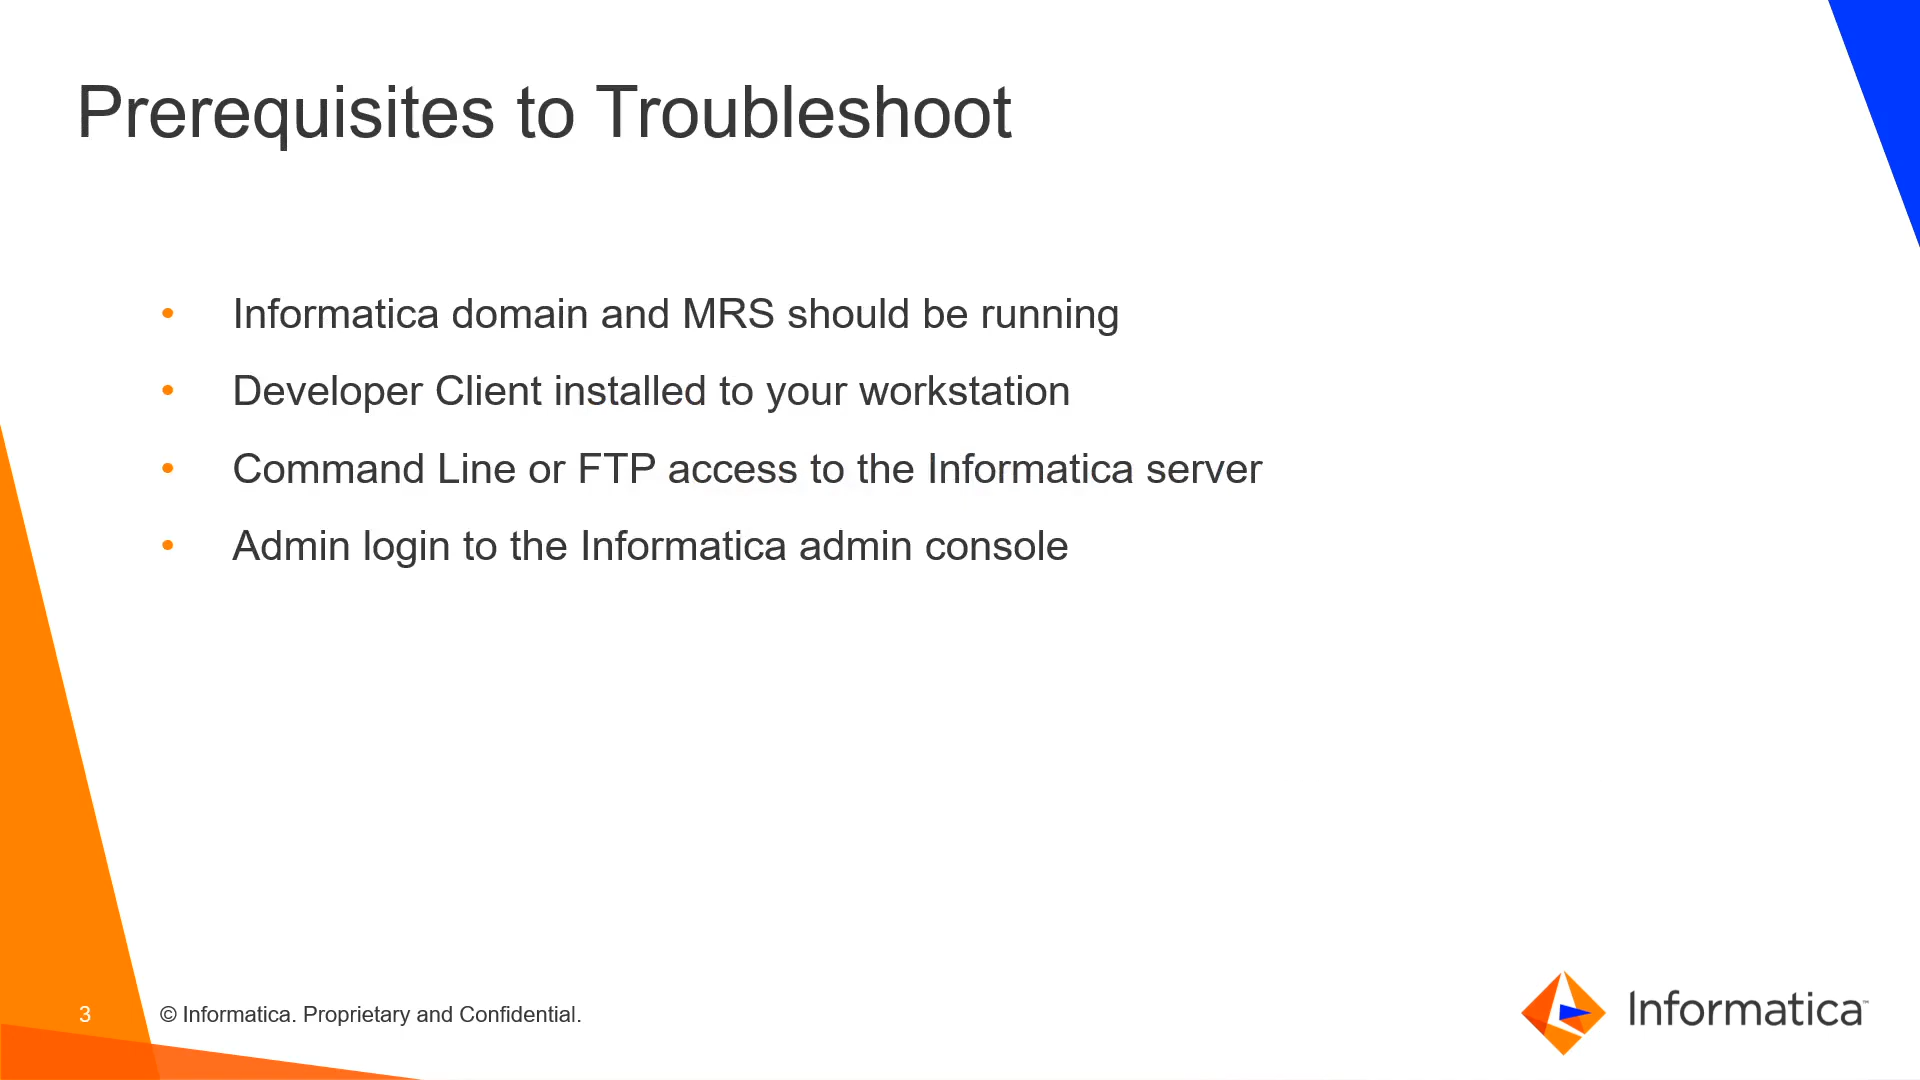 Prerequisites to Troubleshoot
• Informatica domain and MRS should be running
• Developer Client installed to your workstation
• Command Line or FTP access to the Informatica server
• Admin login to the Informatica admin console
3
© Informatica. Proprietary and Confidential.
Informatica™